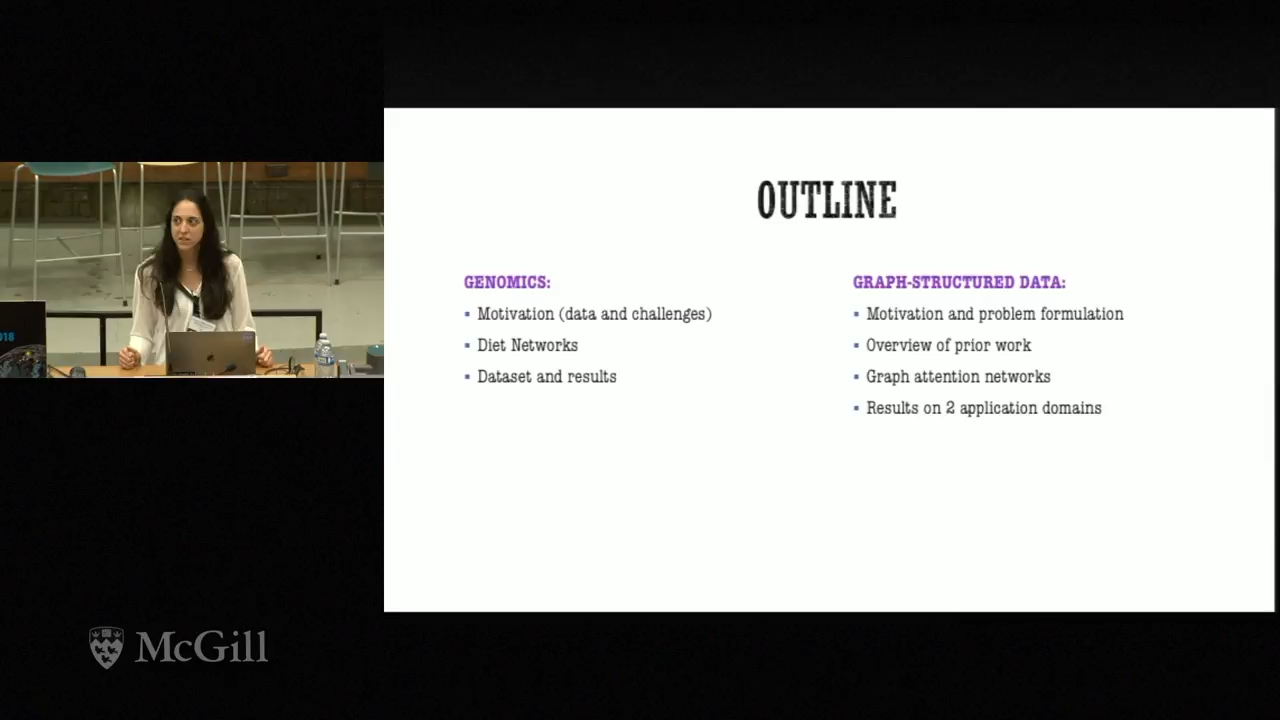 OUTLINE
GENOMICS:
▪ Motivation (data and challenges)
▪ Diet Networks
▪ Dataset and results
GRAPH-STRUCTURED DATA:
▪ Motivation and problem formulation
▪ Overview of prior work
▪ Graph attention networks
▪ Results on 2 application domains
018
McGill